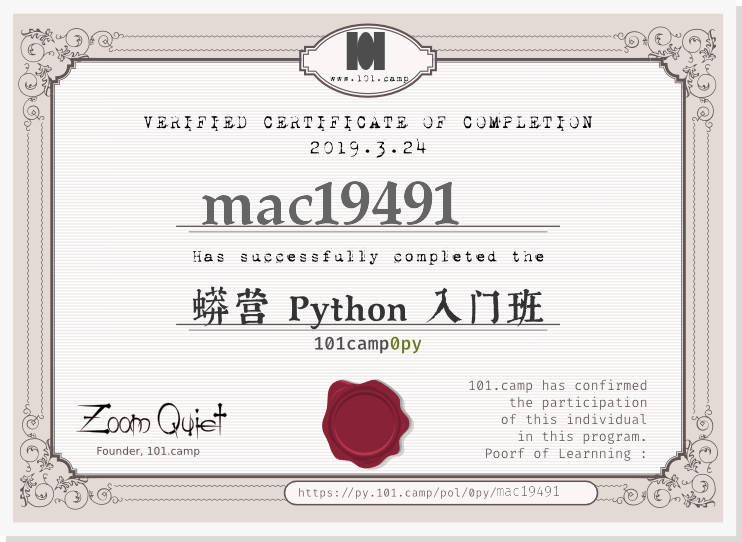 101
www.101.camp
VERIFIED CERTIFICATE OF COMPLETION
2019.3.24
mac19491
Has successfully completed the
蟒营 Python 入门班
101camp0py
Zoom Quiet
Founder, 101.camp
101.camp has confirmed
the participation
of this individual
in this program.
Poorf of Learnning :
https://py.101.camp/pol/0py/mac19491